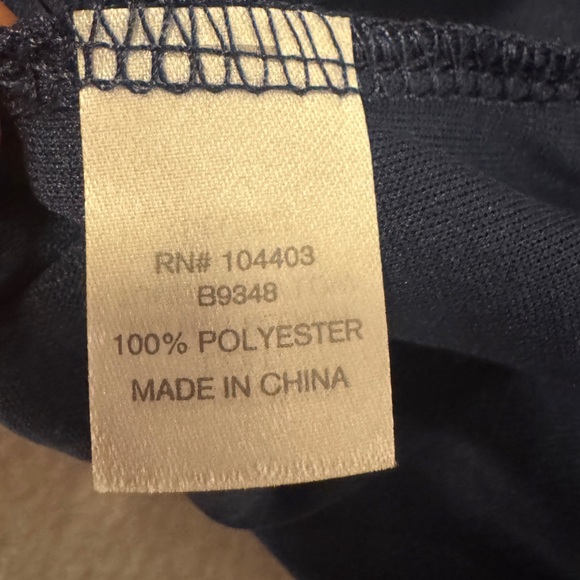 RN# 104403
B9348
100% POLYESTER
MADE IN CHINA